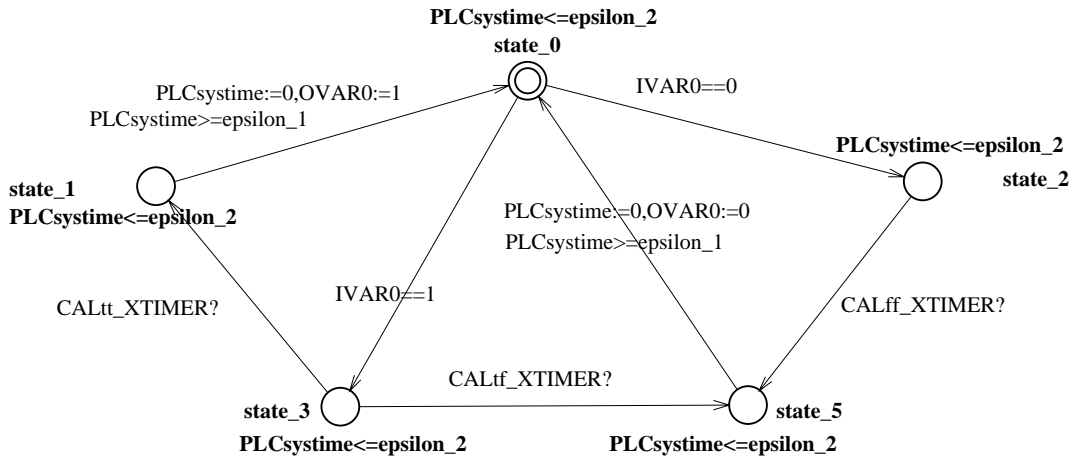 PLCsystime<=epsilon_2
state_0
PLCsystime:=0,OVAR0:=1
IVAR0==0
PLCsystime>=epsilon_1
PLCsystime<=epsilon_2
state_1
state_2
PLCsystime<=epsilon_2
PLCsystime:=0,OVAR0:=0
PLCsystime>=epsilon_1
IVAR0==1
CALtt_XTIMER?
CALff_XTIMER?
CALtf_XTIMER?
state_3
state_5
PLCsystime<=epsilon_2
PLCsystime<=epsilon_2